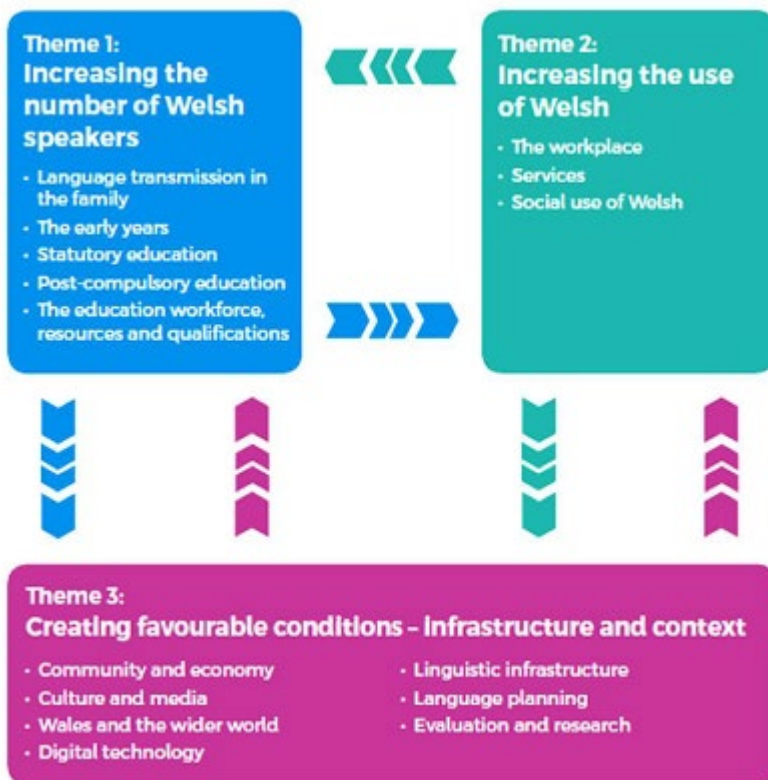 Theme 1:
Increasing the
number of Welsh
speakers
• Language transmission in
the family
• The early years
• Statutory education
• Post-compulsory education
• The education workforce,
resources and qualifications
Theme 2:
Increasing the use
of Welsh
• The workplace
• Services
• Social use of Welsh
Theme 3:
Creating favourable conditions – infrastructure and context
• Community and economy
• Culture and media
• Wales and the wider world
• Digital technology
• Linguistic infrastructure
• Language planning
• Evaluation and research